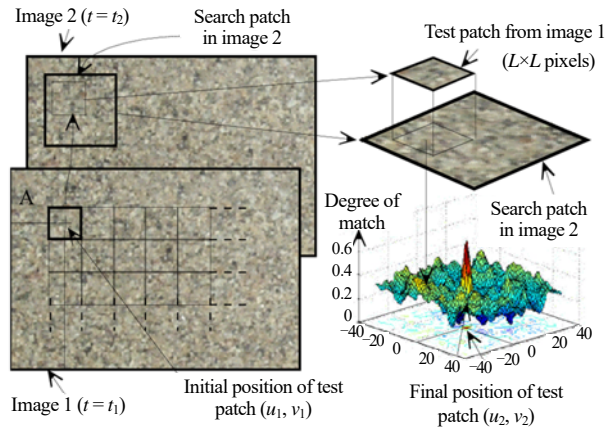 Image 2 (t = t₂)
Search patch
in image 2
Test patch from image 1
(L×L pixels)
A
Degree of
match
Search patch
in image 2
0.6
0.4
0.2
0
−40
−20
0
20
40
−40
−20
0
20
40
Image 1 (t = t₁)
Initial position of test
patch (u₁, v₁)
Final position of test
patch (u₂, v₂)